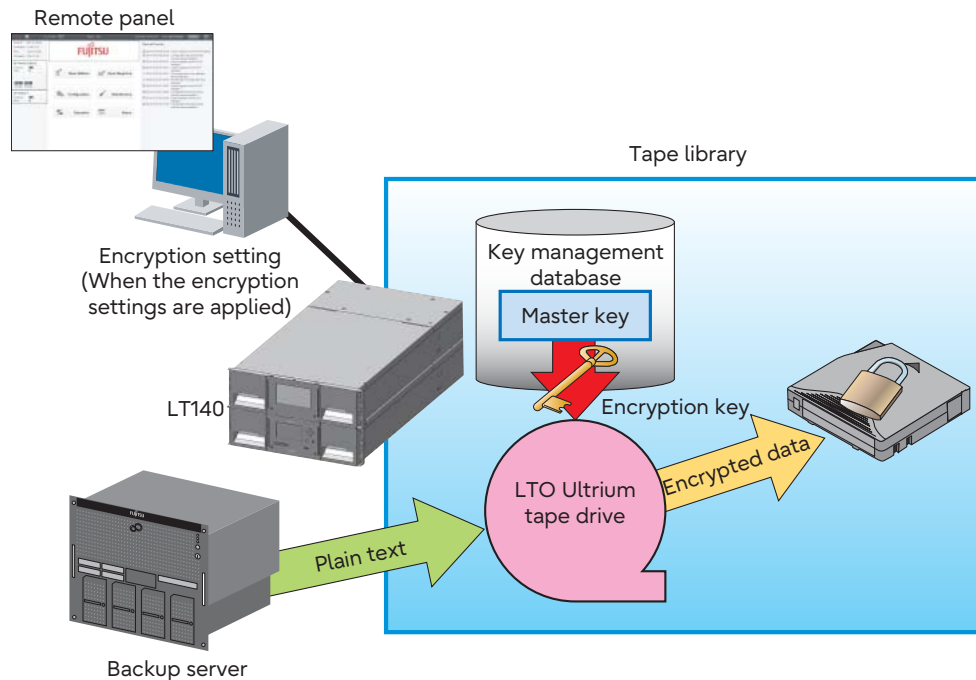 Remote panel
FUJITSU
Tape library
Encryption setting
(When the encryption
settings are applied)
Key management
database
Master key
LT140
Encryption key
Encrypted data
LTO Ultrium
tape drive
FUJITSU
Plain text
Backup server